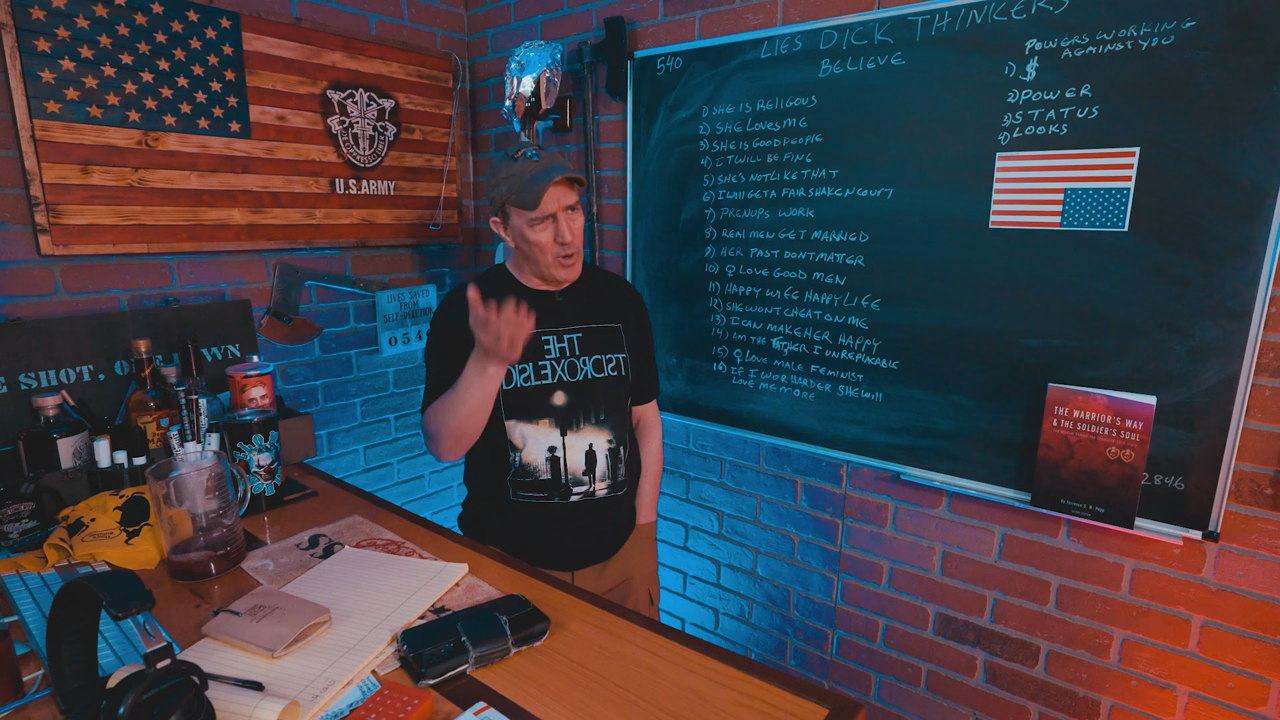 LIES DICK THINKERS
BELIEVE
540
1) SHE IS RELIGOUS
2) SHE LOVES ME
3) SHE IS GOOD PEOPLE
4) IT WILL BE FINE
5) SHE'S NOT LIKE THAT
6) I WILL GET A FAIR SHAKE N COURT
7) PRENUPS WORK
8) REAL MEN GET MARRIED
9) HER PAST DONT MATTER
10) ♀ LOVE GOOD MEN
11) HAPPY WIFE HAPPY LIFE
12) SHE WONT CHEAT ON ME
13) I CAN MAKE HER HAPPY
14) I AM THE FATHER I UNREPLACABLE
15) ♀ LOVE MALE FEMINIST
16) IF I WOR HARDER SHE WILL
LOVE ME MORE
POWERS WORKING
AGAINST YOU
1) $
2) POWER
3) STATUS
4) LOOKS
THE WARRIOR'S WAY
& THE SOLDIER'S SOUL
2846
U.S. ARMY
LIVES SAVED
FROM
SELF-DELETION
054
E SHOT, O WN
THE
EXORCIST